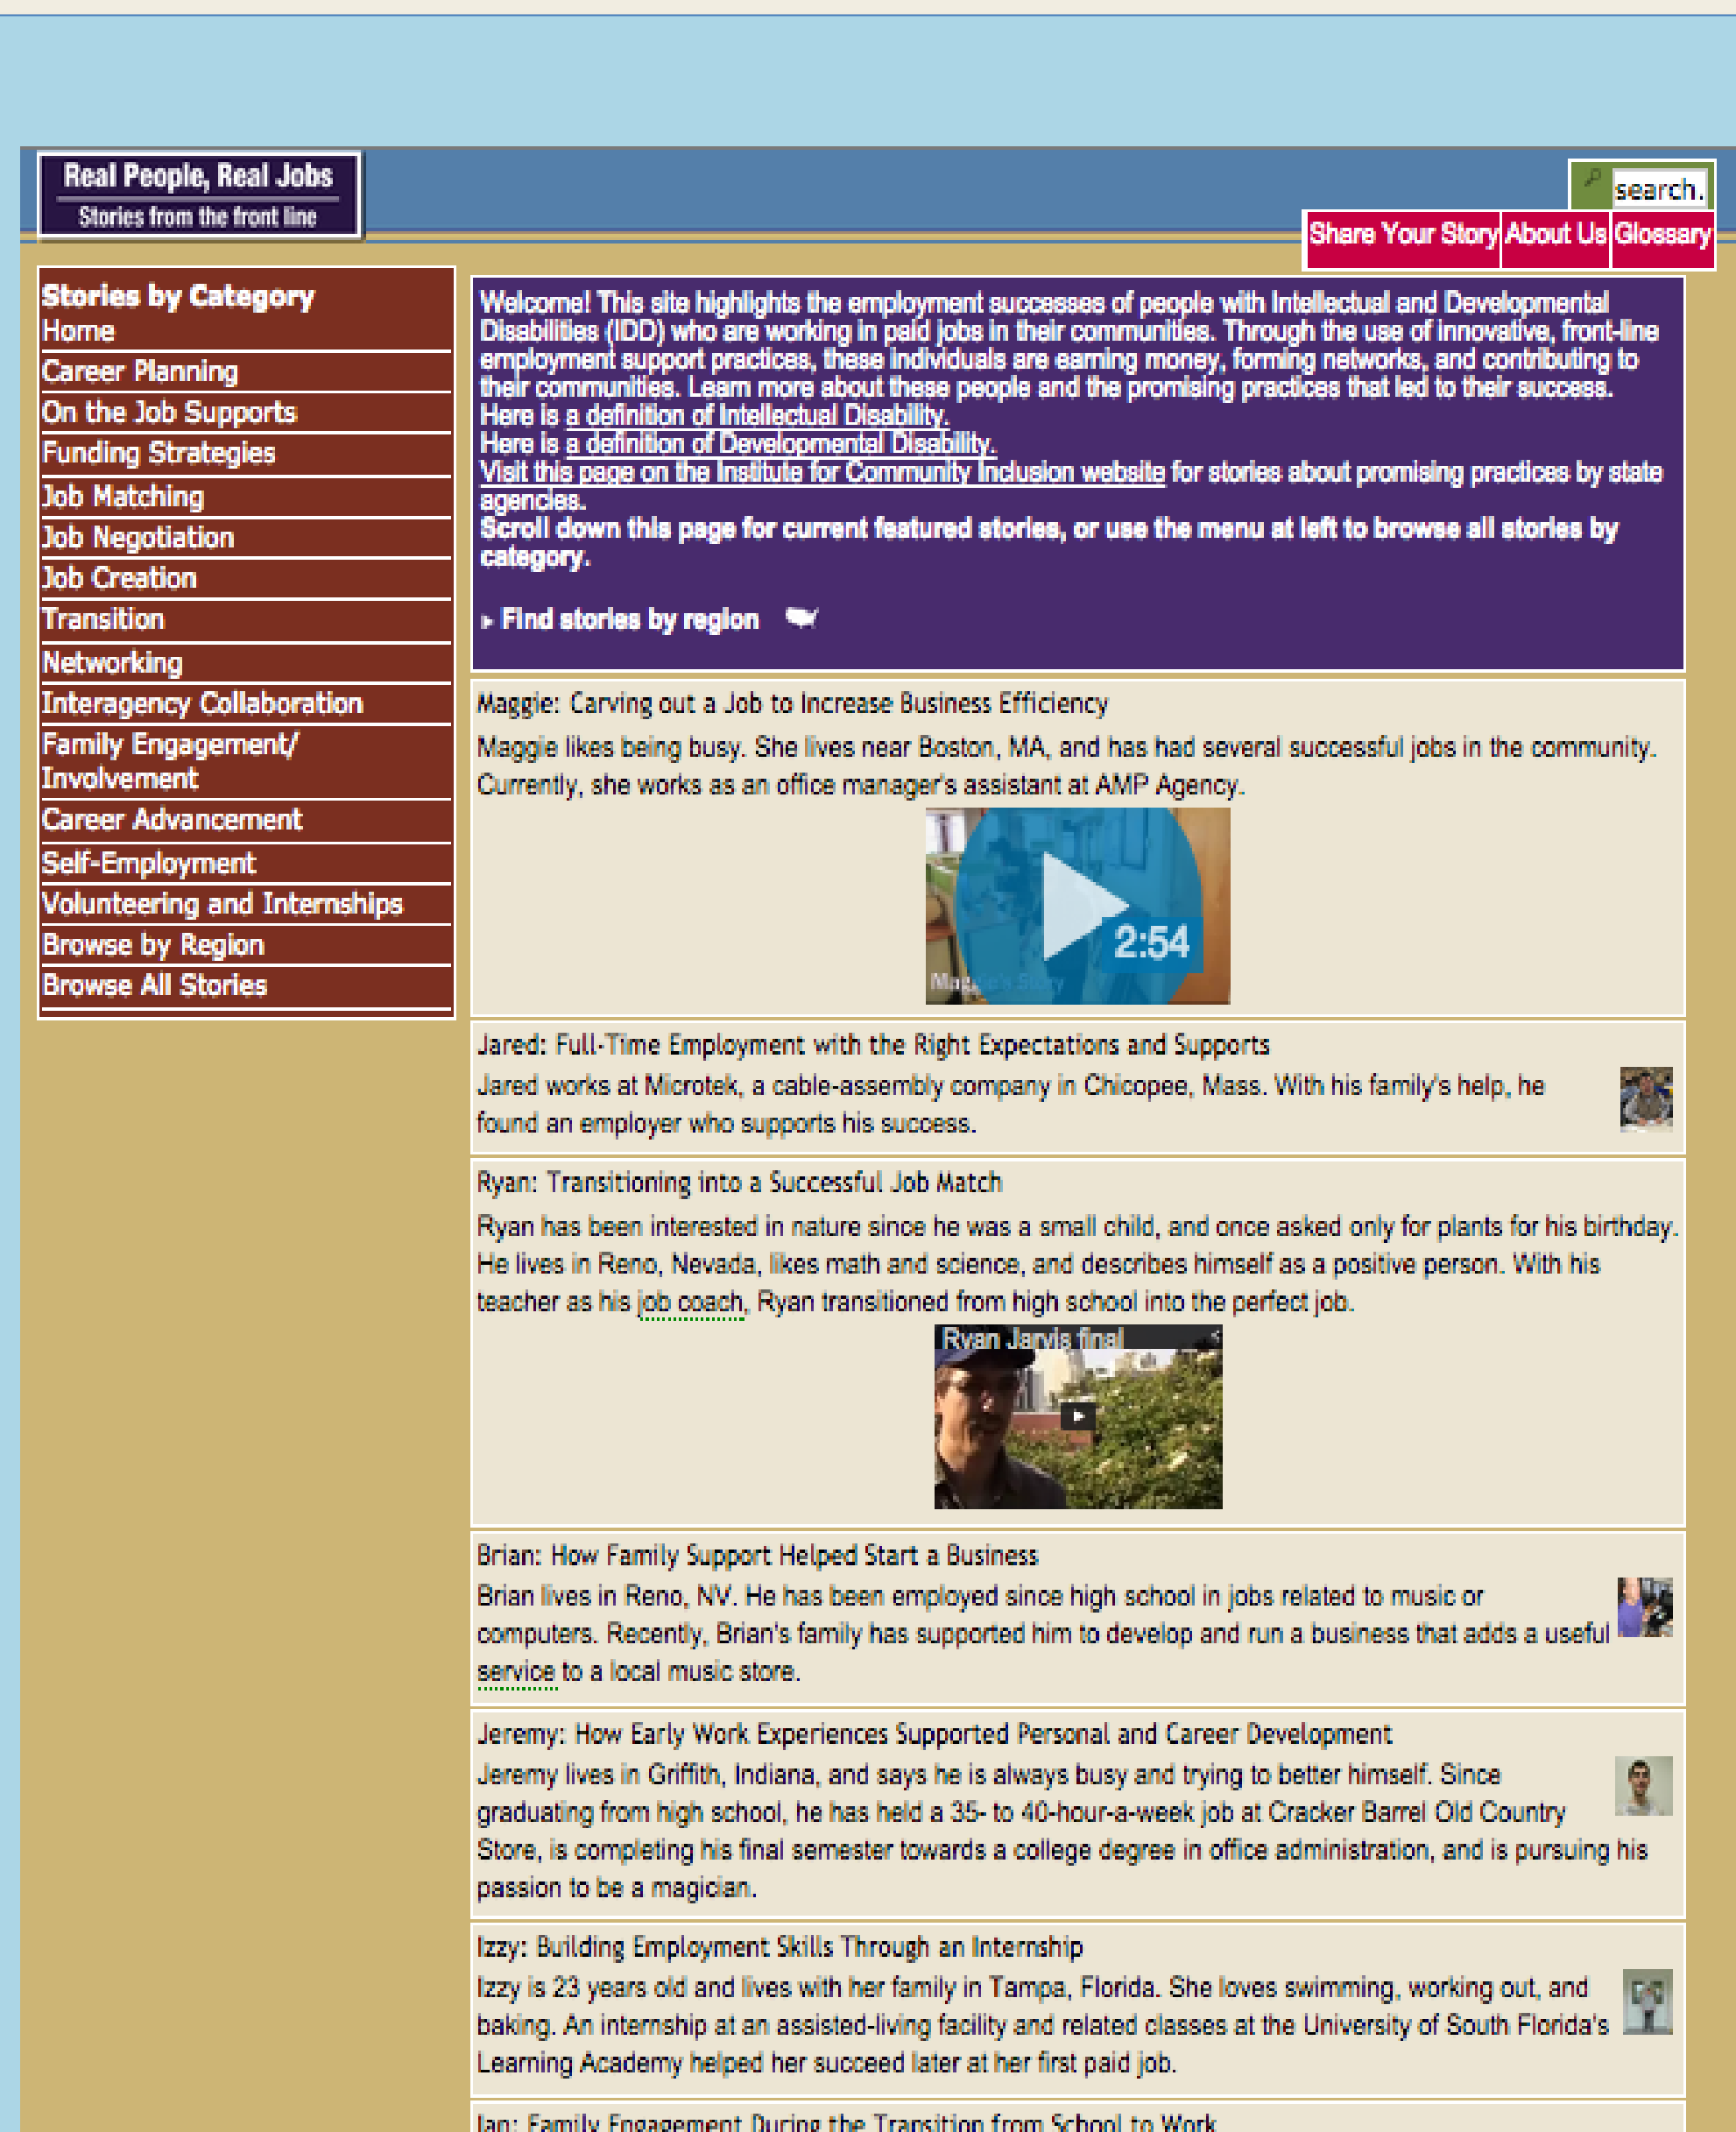 Real People, Real Jobs
Stories from the front line
search.
Share Your Story About Us Glossary
Stories by Category
Home
Career Planning
On the Job Supports
Funding Strategies
Job Matching
Job Negotiation
Job Creation
Transition
Networking
Interagency Collaboration
Family Engagement/
Involvement
Career Advancement
Self-Employment
Volunteering and Internships
Browse by Region
Browse All Stories
Welcome! This site highlights the employment successes of people with Intellectual and Developmental
Disabilities (IDD) who are working in paid jobs in their communities. Through the use of innovative, front-line
employment support practices, these individuals are earning money, forming networks, and contributing to
their communities. Learn more about these people and the promising practices that led to their success.
Here is a definition of Intellectual Disability.
Here is a definition of Developmental Disability.
Visit this page on the Institute for Community Inclusion website for stories about promising practices by state
agencies.
Scroll down this page for current featured stories, or use the menu at left to browse all stories by
category.
Find stories by region
Maggie: Carving out a Job to Increase Business Efficiency
Maggie likes being busy. She lives near Boston, MA, and has had several successful jobs in the community.
Currently, she works as an office manager's assistant at AMP Agency.
2:54
Maggie's Story
Jared: Full-Time Employment with the Right Expectations and Supports
Jared works at Microtek, a cable-assembly company in Chicopee, Mass. With his family's help, he
found an employer who supports his success.
Ryan: Transitioning into a Successful Job Match
Ryan has been interested in nature since he was a small child, and once asked only for plants for his birthday.
He lives in Reno, Nevada, likes math and science, and describes himself as a positive person. With his
teacher as his job coach, Ryan transitioned from high school into the perfect job.
Ryan Jarvis final
Brian: How Family Support Helped Start a Business
Brian lives in Reno, NV. He has been employed since high school in jobs related to music or
computers. Recently, Brian's family has supported him to develop and run a business that adds a useful
service to a local music store.
Jeremy: How Early Work Experiences Supported Personal and Career Development
Jeremy lives in Griffith, Indiana, and says he is always busy and trying to better himself. Since
graduating from high school, he has held a 35- to 40-hour-a-week job at Cracker Barrel Old Country
Store, is completing his final semester towards a college degree in office administration, and is pursuing his
passion to be a magician.
Izzy: Building Employment Skills Through an Internship
Izzy is 23 years old and lives with her family in Tampa, Florida. She loves swimming, working out, and
baking. An internship at an assisted-living facility and related classes at the University of South Florida's
Learning Academy helped her succeed later at her first paid job.
Ian: Family Engagement During the Transition from School to Work